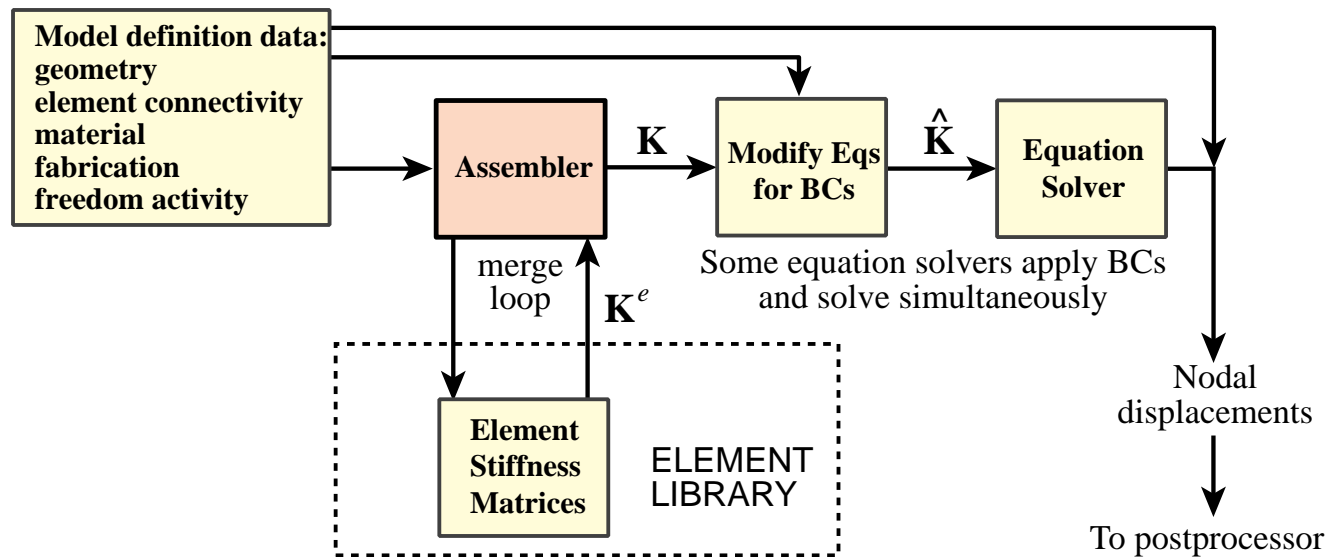 Model definition data:
geometry
element connectivity
material
fabrication
freedom activity
Assembler
K
Modify Eqs
for BCs
K̂
Equation
Solver
merge
loop
Kᵉ
Some equation solvers apply BCs
and solve simultaneously
Element
Stiffness
Matrices
ELEMENT
LIBRARY
Nodal
displacements
To postprocessor